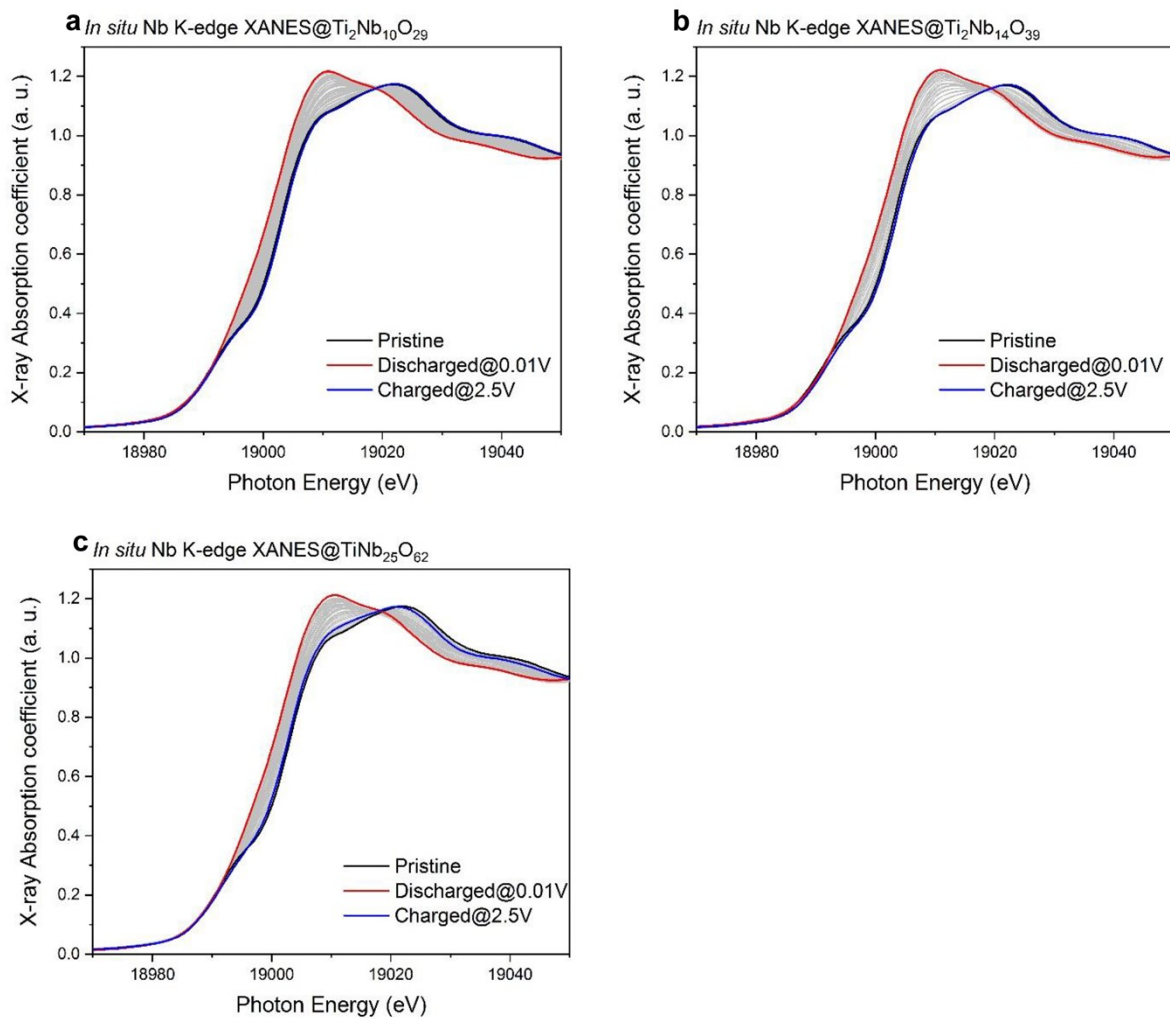 a In situ Nb K-edge XANES@Ti₂Nb₁₀O₂₉
X-ray Absorption coefficient (a. u.)
1.2
1.0
0.8
0.6
0.4
0.2
0.0
Pristine
Discharged@0.01V
Charged@2.5V
18980 19000 19020 19040
Photon Energy (eV)
b In situ Nb K-edge XANES@Ti₂Nb₁₄O₃₉
X-ray Absorption coefficient (a. u.)
1.2
1.0
0.8
0.6
0.4
0.2
0.0
Pristine
Discharged@0.01V
Charged@2.5V
18980 19000 19020 19040
Photon Energy (eV)
c In situ Nb K-edge XANES@TiNb₂₅O₆₂
X-ray Absorption coefficient (a. u.)
1.2
1.0
0.8
0.6
0.4
0.2
0.0
Pristine
Discharged@0.01V
Charged@2.5V
18980 19000 19020 19040
Photon Energy (eV)